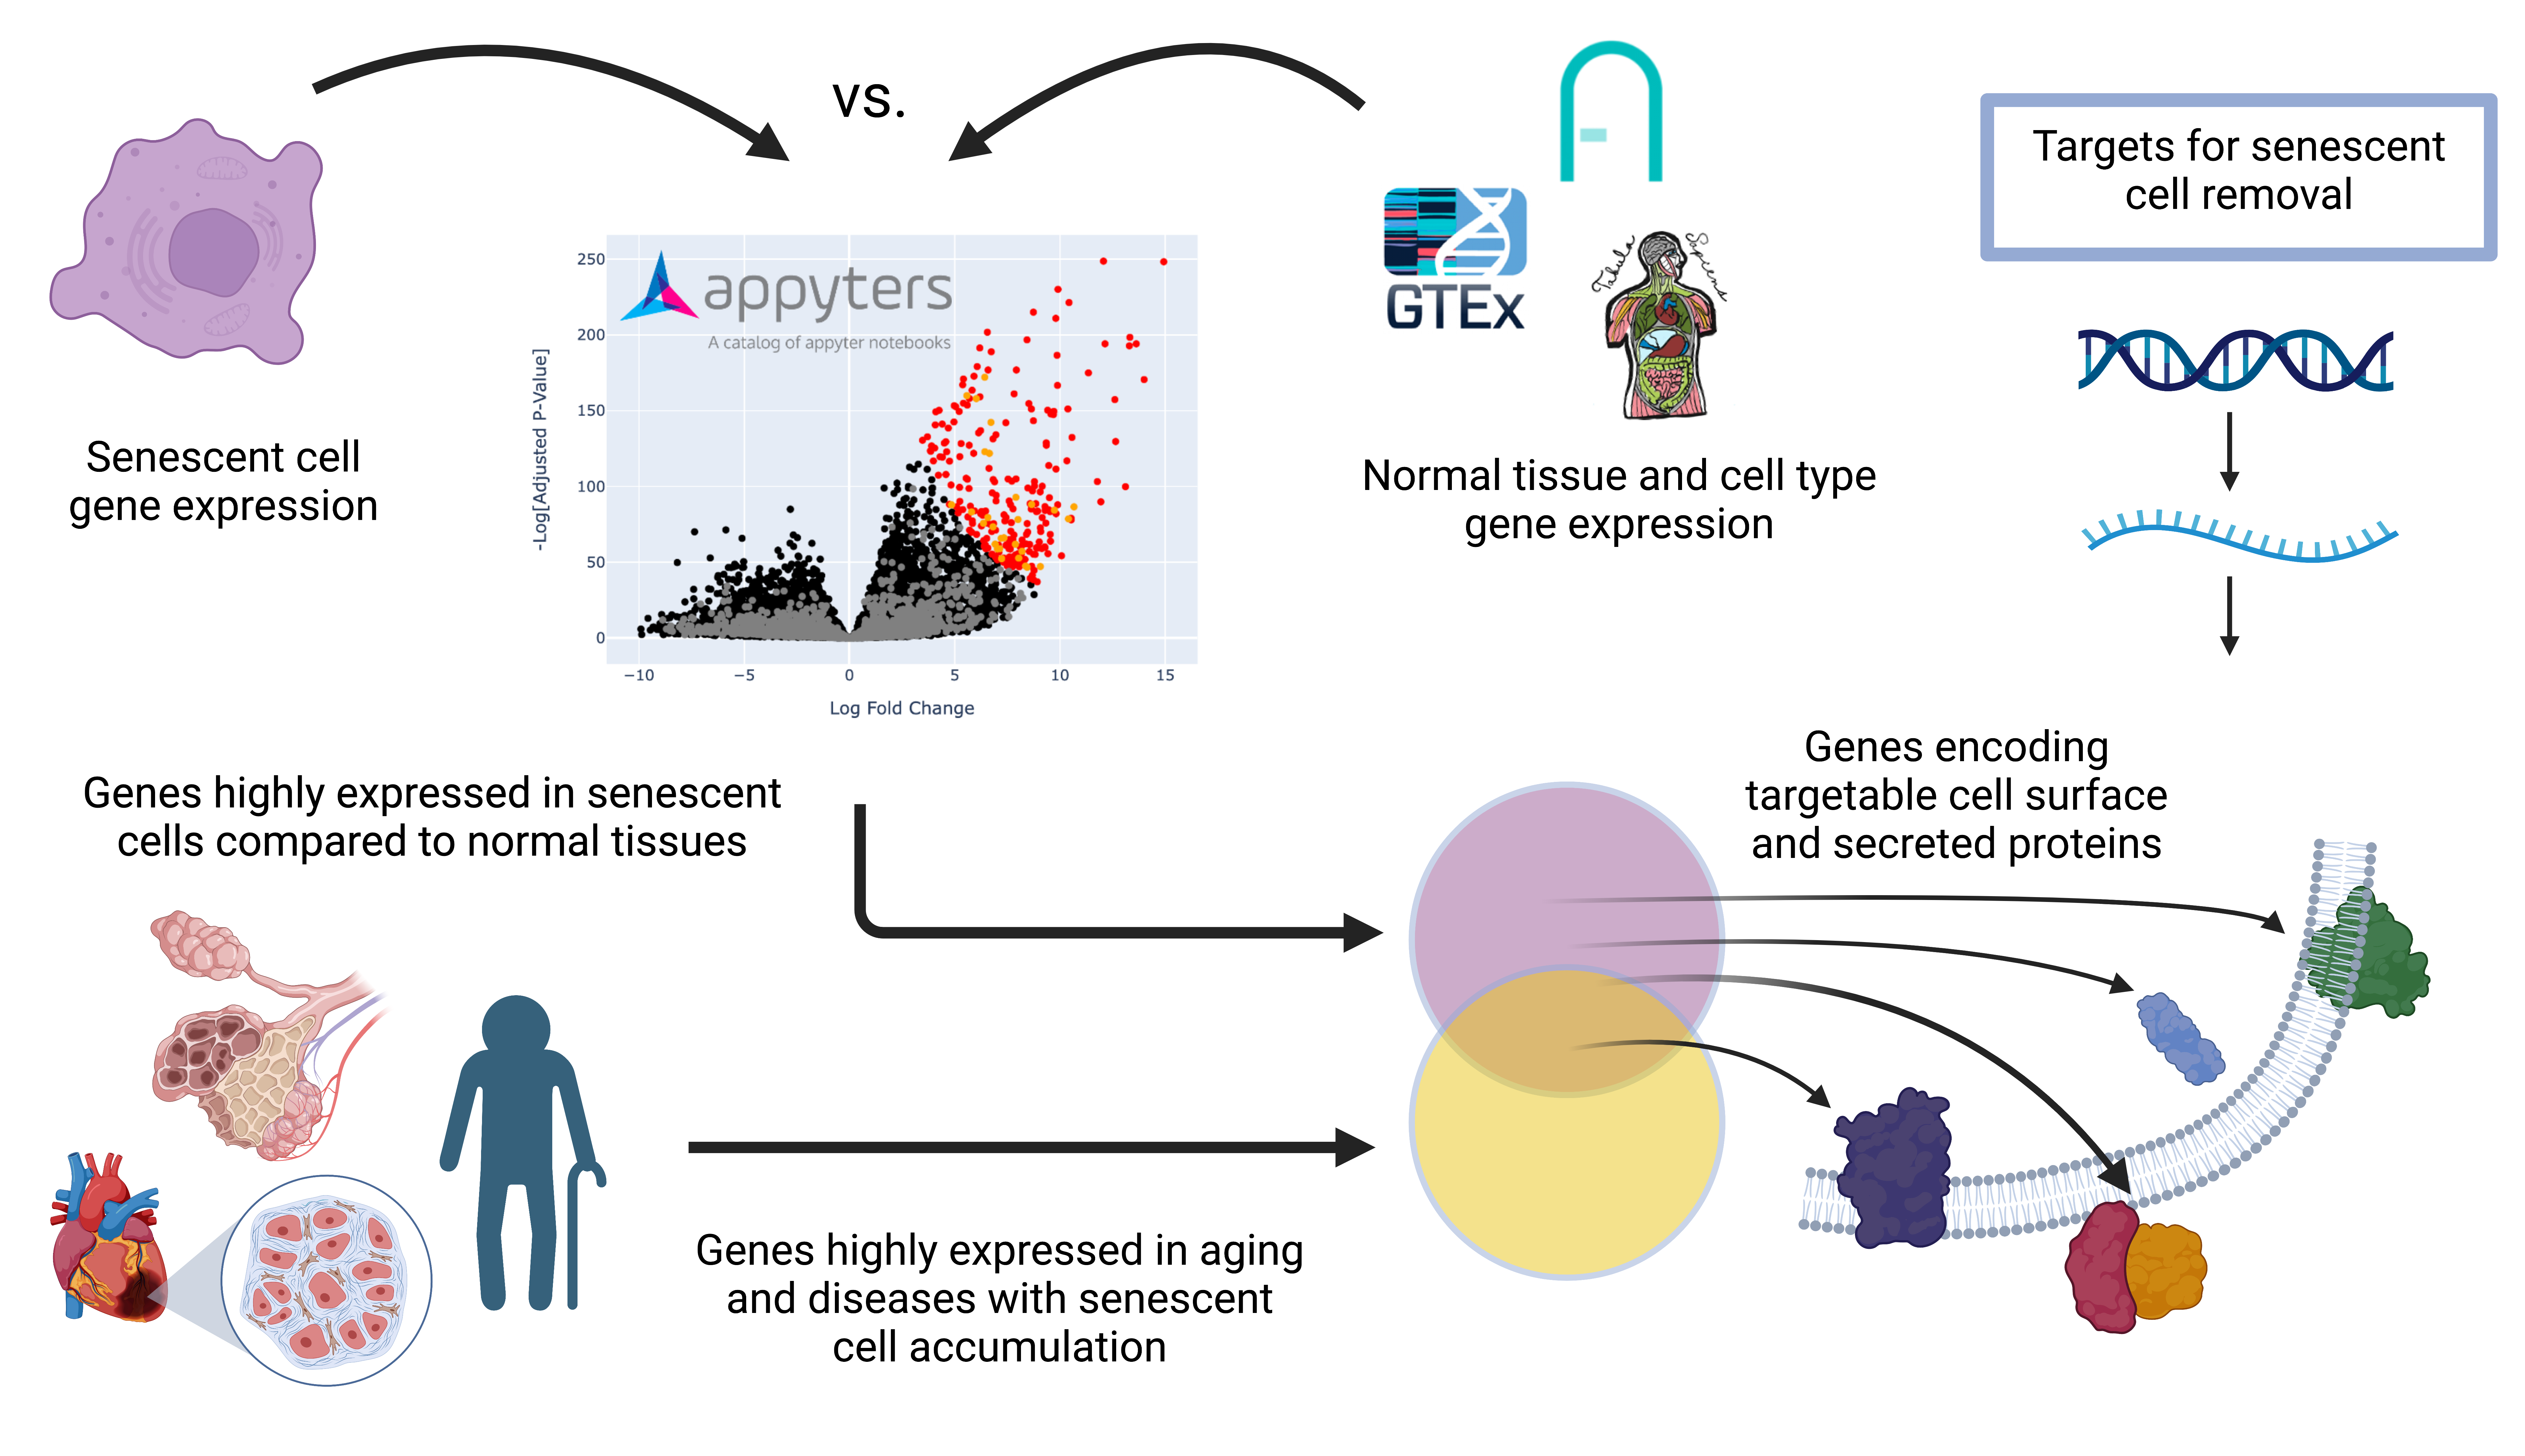 vs.
Targets for senescent
cell removal
GTEx
Tabula
Sapiens
appyters
A catalog of appyter notebooks
Senescent cell
gene expression
Normal tissue and cell type
gene expression
250
200
150
100
50
0
-Log[Adjusted P-Value]
−10
−5
0
5
10
15
Log Fold Change
Genes highly expressed in senescent
cells compared to normal tissues
Genes encoding
targetable cell surface
and secreted proteins
Genes highly expressed in aging
and diseases with senescent
cell accumulation